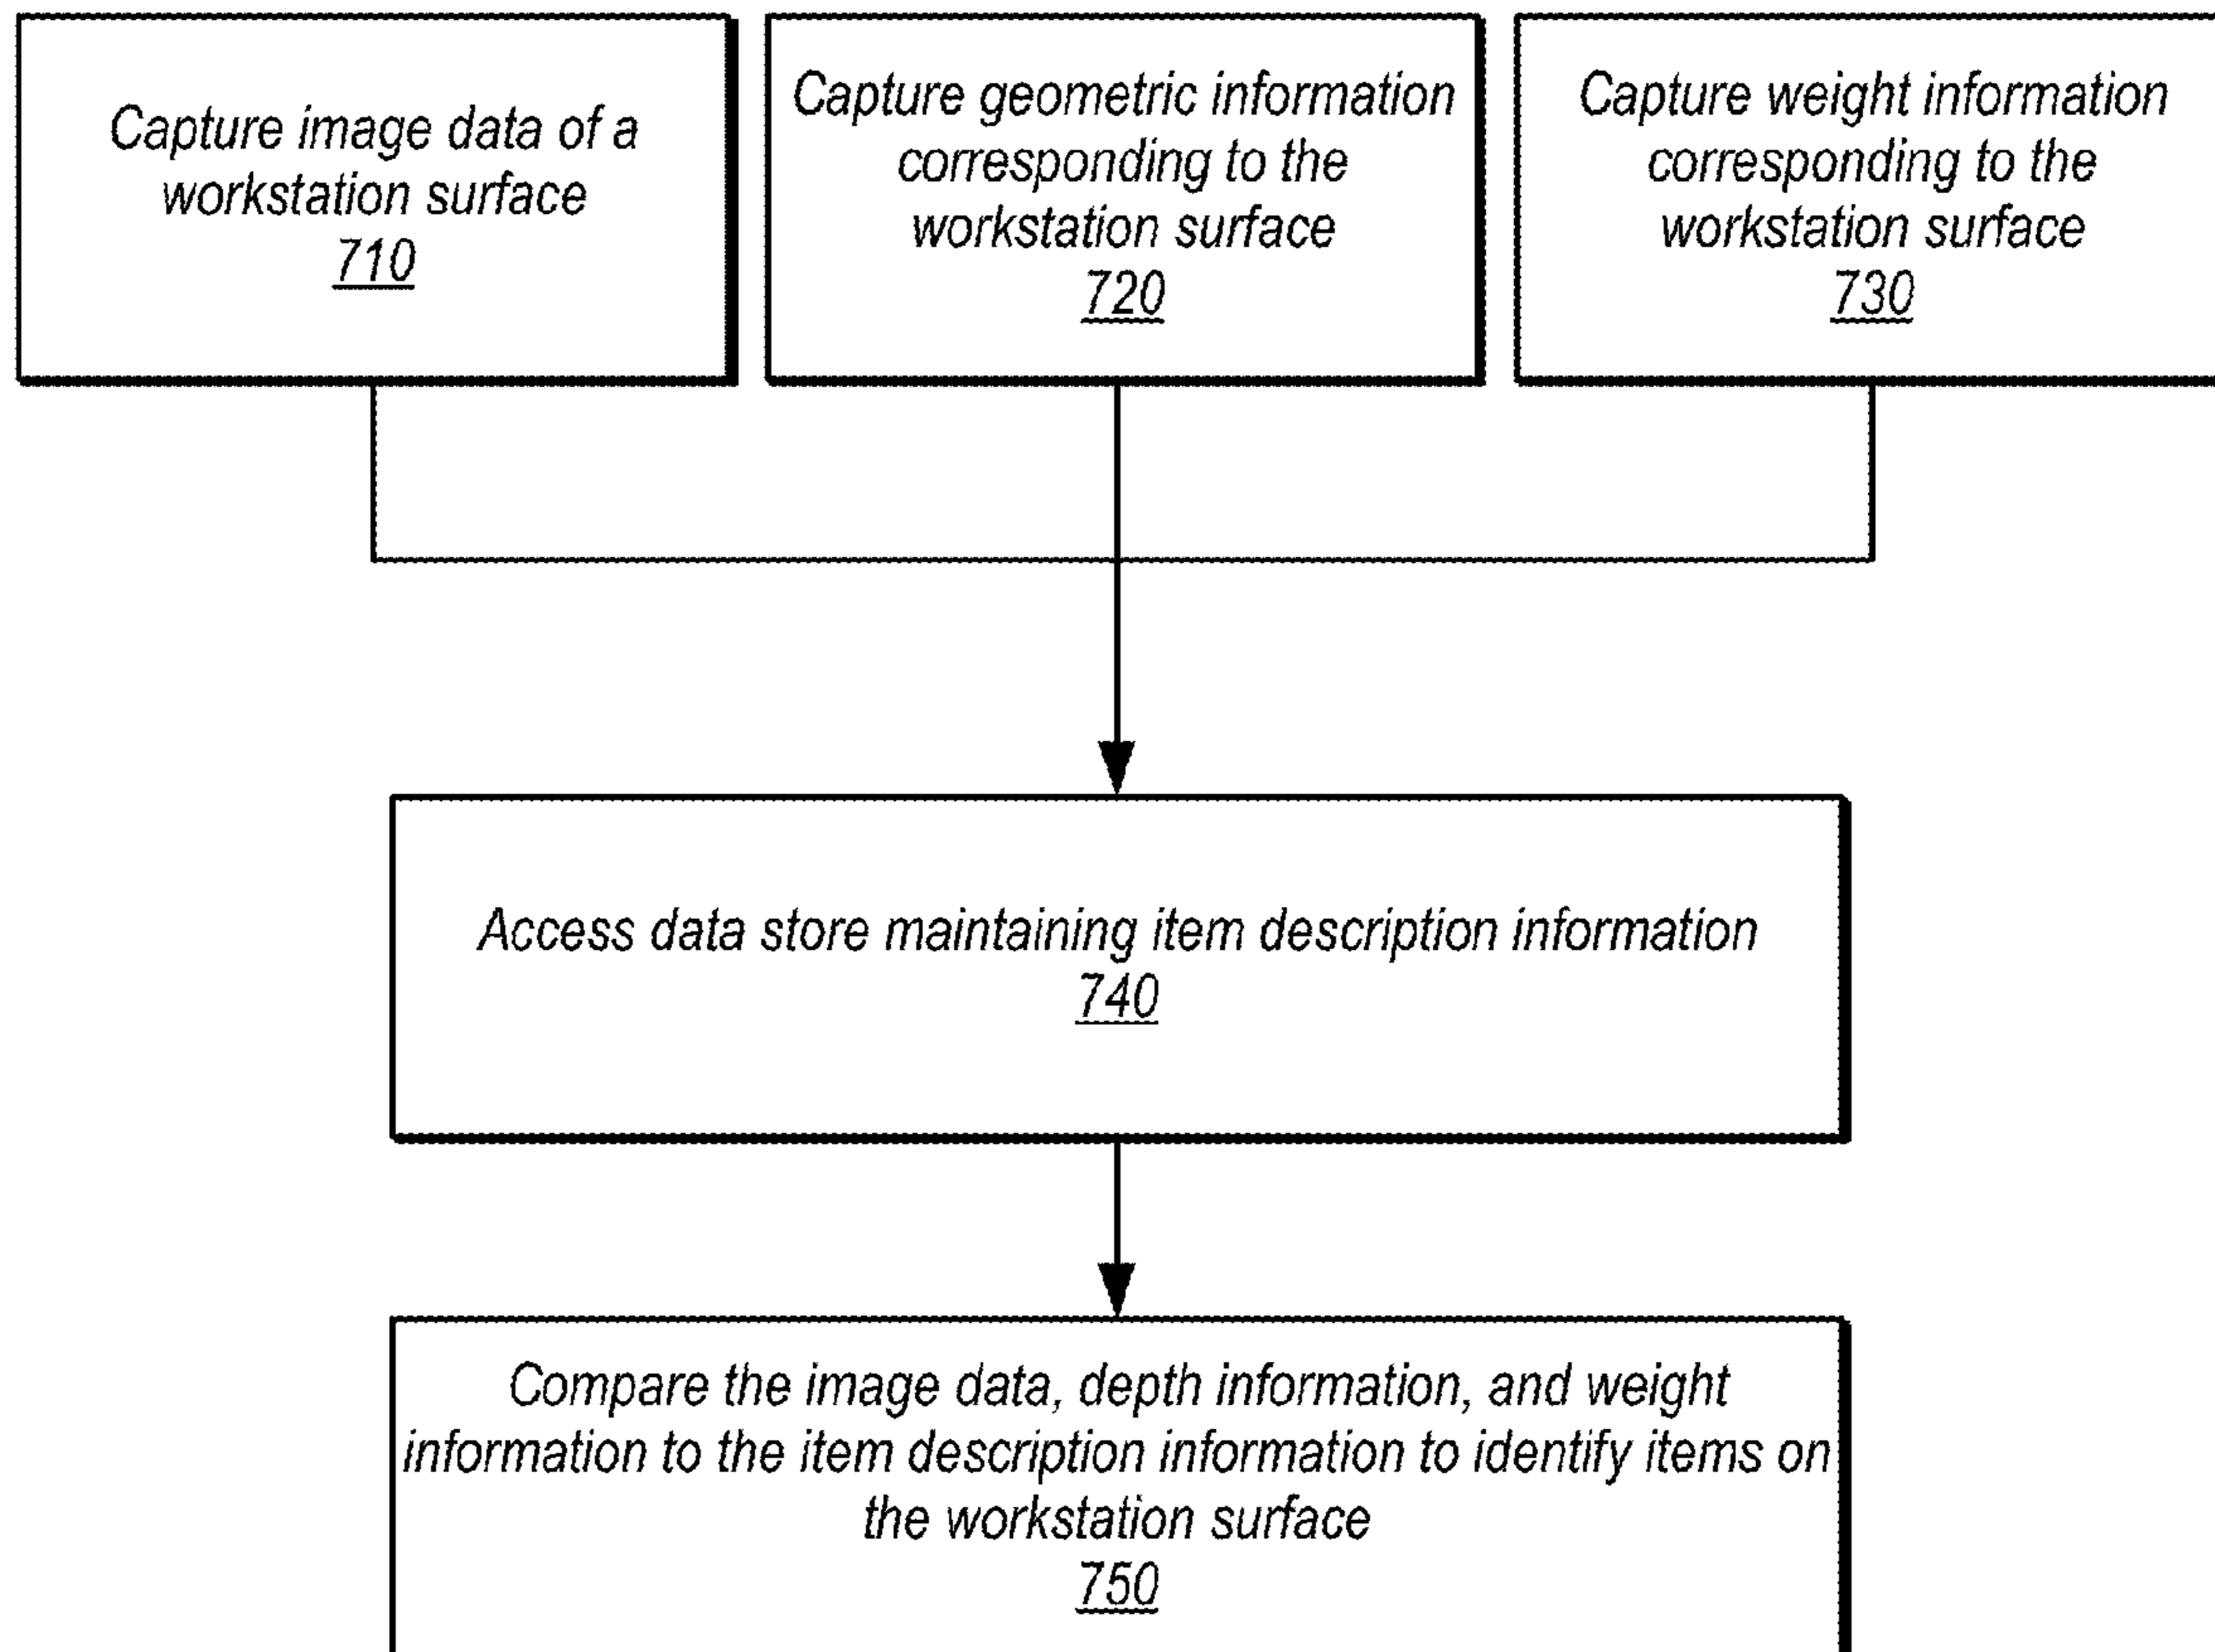 Capture image data of a
workstation surface
710
Capture geometric information
corresponding to the
workstation surface
720
Capture weight information
corresponding to the
workstation surface
730
Access data store maintaining item description information
740
Compare the image data, depth information, and weight
information to the item description information to identify items on
the workstation surface
750